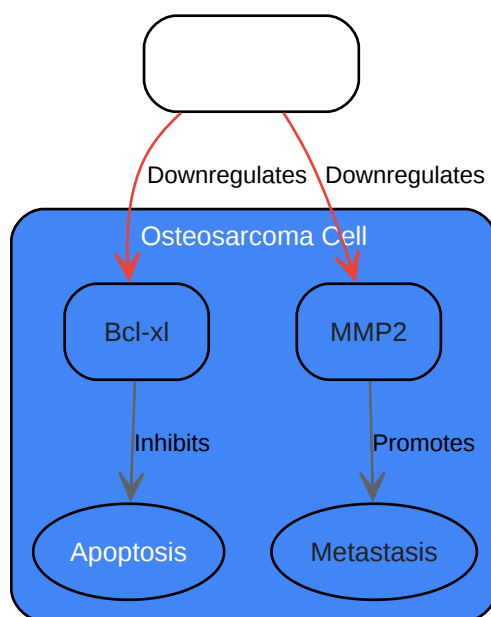 Downregulates Downregulates
Osteosarcoma Cell
Bcl-xl MMP2
Inhibits Promotes
Apoptosis Metastasis